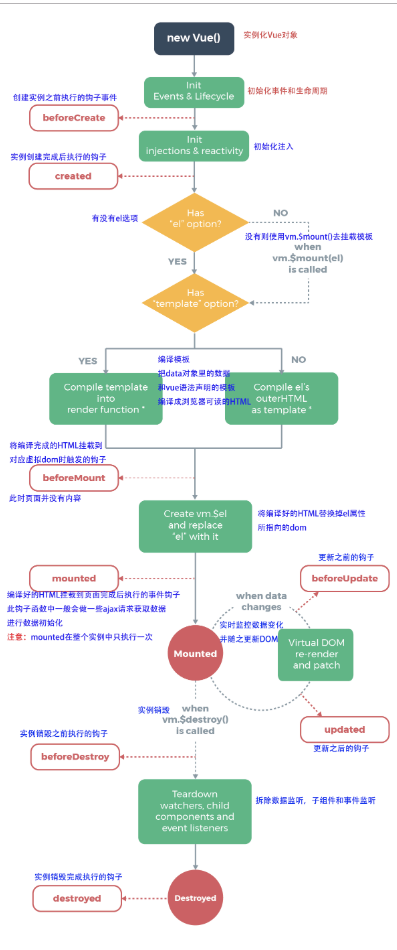 new Vue()
实例化Vue对象
Init
Events & Lifecycle
初始化事件和生命周期
创建实例之前执行的钩子事件
beforeCreate
Init
injections & reactivity
初始化注入
实例创建完成后执行的钩子
created
有没有el选项
Has
"el" option?
NO
没有则使用vm.$mount()去挂载模板
when
vm.$mount(el)
is called
YES
Has
"template" option?
YES
NO
编译模板
把data对象里的数据
和vue语法声明的模板
编译成浏览器可读的HTML
Compile template
into
render function *
Compile el's
outerHTML
as template *
将编译完成的HTML挂载到
对应虚拟dom时触发的钩子
beforeMount
此时页面并没有内容
Create vm.$el
and replace
"el" with it
将编译好的HTML替换掉el属性
所指向的dom
mounted
编译好的HTML挂载到页面完成后执行的事件钩子
此钩子函数中一般会做一些ajax请求获取数据
进行数据初始化
注意：mounted在整个实例中只执行一次
更新之前的钩子
beforeUpdate
when data
changes
实时监控数据变化
并随之更新DOM
Mounted
Virtual DOM
re-render
and patch
updated
更新之后的钩子
实例销毁
when
vm.$destroy()
is called
实例销毁之前执行的钩子
beforeDestroy
Teardown
watchers, child
components and
event listeners
拆除数据监听，子组件和事件监听
实例销毁完成执行的钩子
destroyed
Destroyed